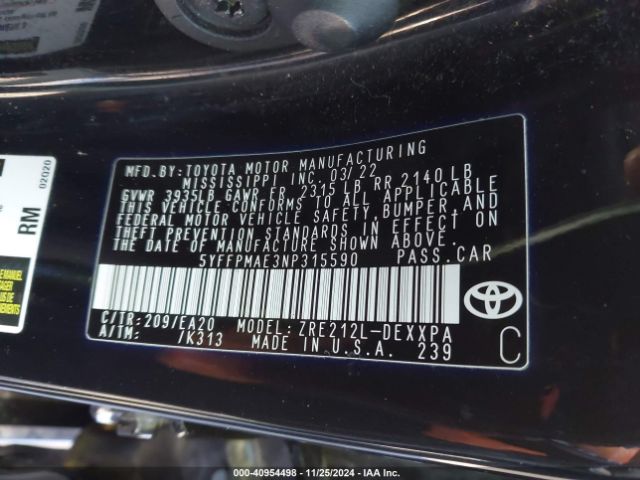 MFD.BY:TOYOTA MOTOR MANUFACTURING
MISSISSIPPI INC. 03/22
GVWR 3935LB GAWR FR 2315 LB RR 2140 LB
THIS VEHICLE CONFORMS TO ALL APPLICABLE
FEDERAL MOTOR VEHICLE SAFETY, BUMPER, AND
THEFT PREVENTION STANDARDS IN EFFECT ON
THE DATE OF MANUFACTURE SHOWN ABOVE.
5YFFPMAE3NP315590 PASS.CAR
C/TR:209/EA20 MODEL: ZRE212L-DEXXPA
A/TM: /K313 MADE IN U.S.A. 239
C
02020
RM
000-40954498 - 11/25/2024 - IAA Inc.